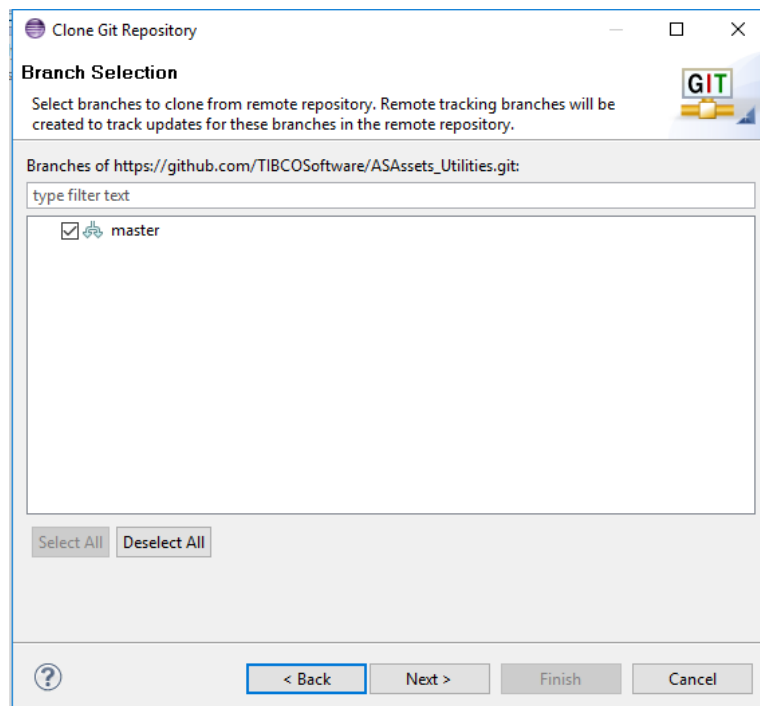 Clone Git Repository
Branch Selection
GIT
Select branches to clone from remote repository. Remote tracking branches will be
created to track updates for these branches in the remote repository.
Branches of https://github.com/TIBCOSoftware/ASAssets_Utilities.git:
type filter text
master
Select All Deselect All
? < Back Next > Finish Cancel